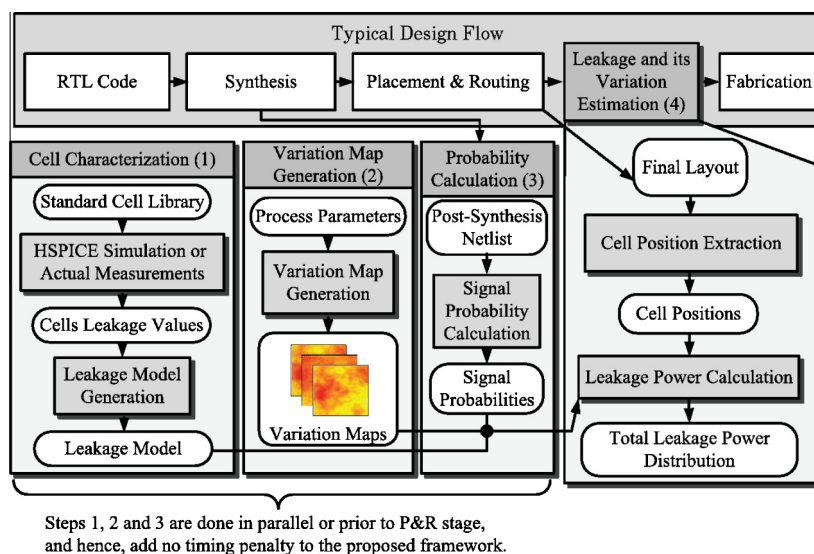 Typical Design Flow
RTL Code
Synthesis
Placement & Routing
Leakage and its
Variation
Estimation (4)
Fabrication
Cell Characterization (1)
Standard Cell Library
HSPICE Simulation or
Actual Measurements
Cells Leakage Values
Leakage Model
Generation
Leakage Model
Variation Map
Generation (2)
Process Parameters
Variation Map
Generation
Variation Maps
Probability
Calculation (3)
Post-Synthesis
Netlist
Signal
Probability
Calculation
Signal
Probabilities
Final Layout
Cell Position Extraction
Cell Positions
Leakage Power Calculation
Total Leakage Power
Distribution
Steps 1, 2 and 3 are done in parallel or prior to P&R stage,
and hence, add no timing penalty to the proposed framework.